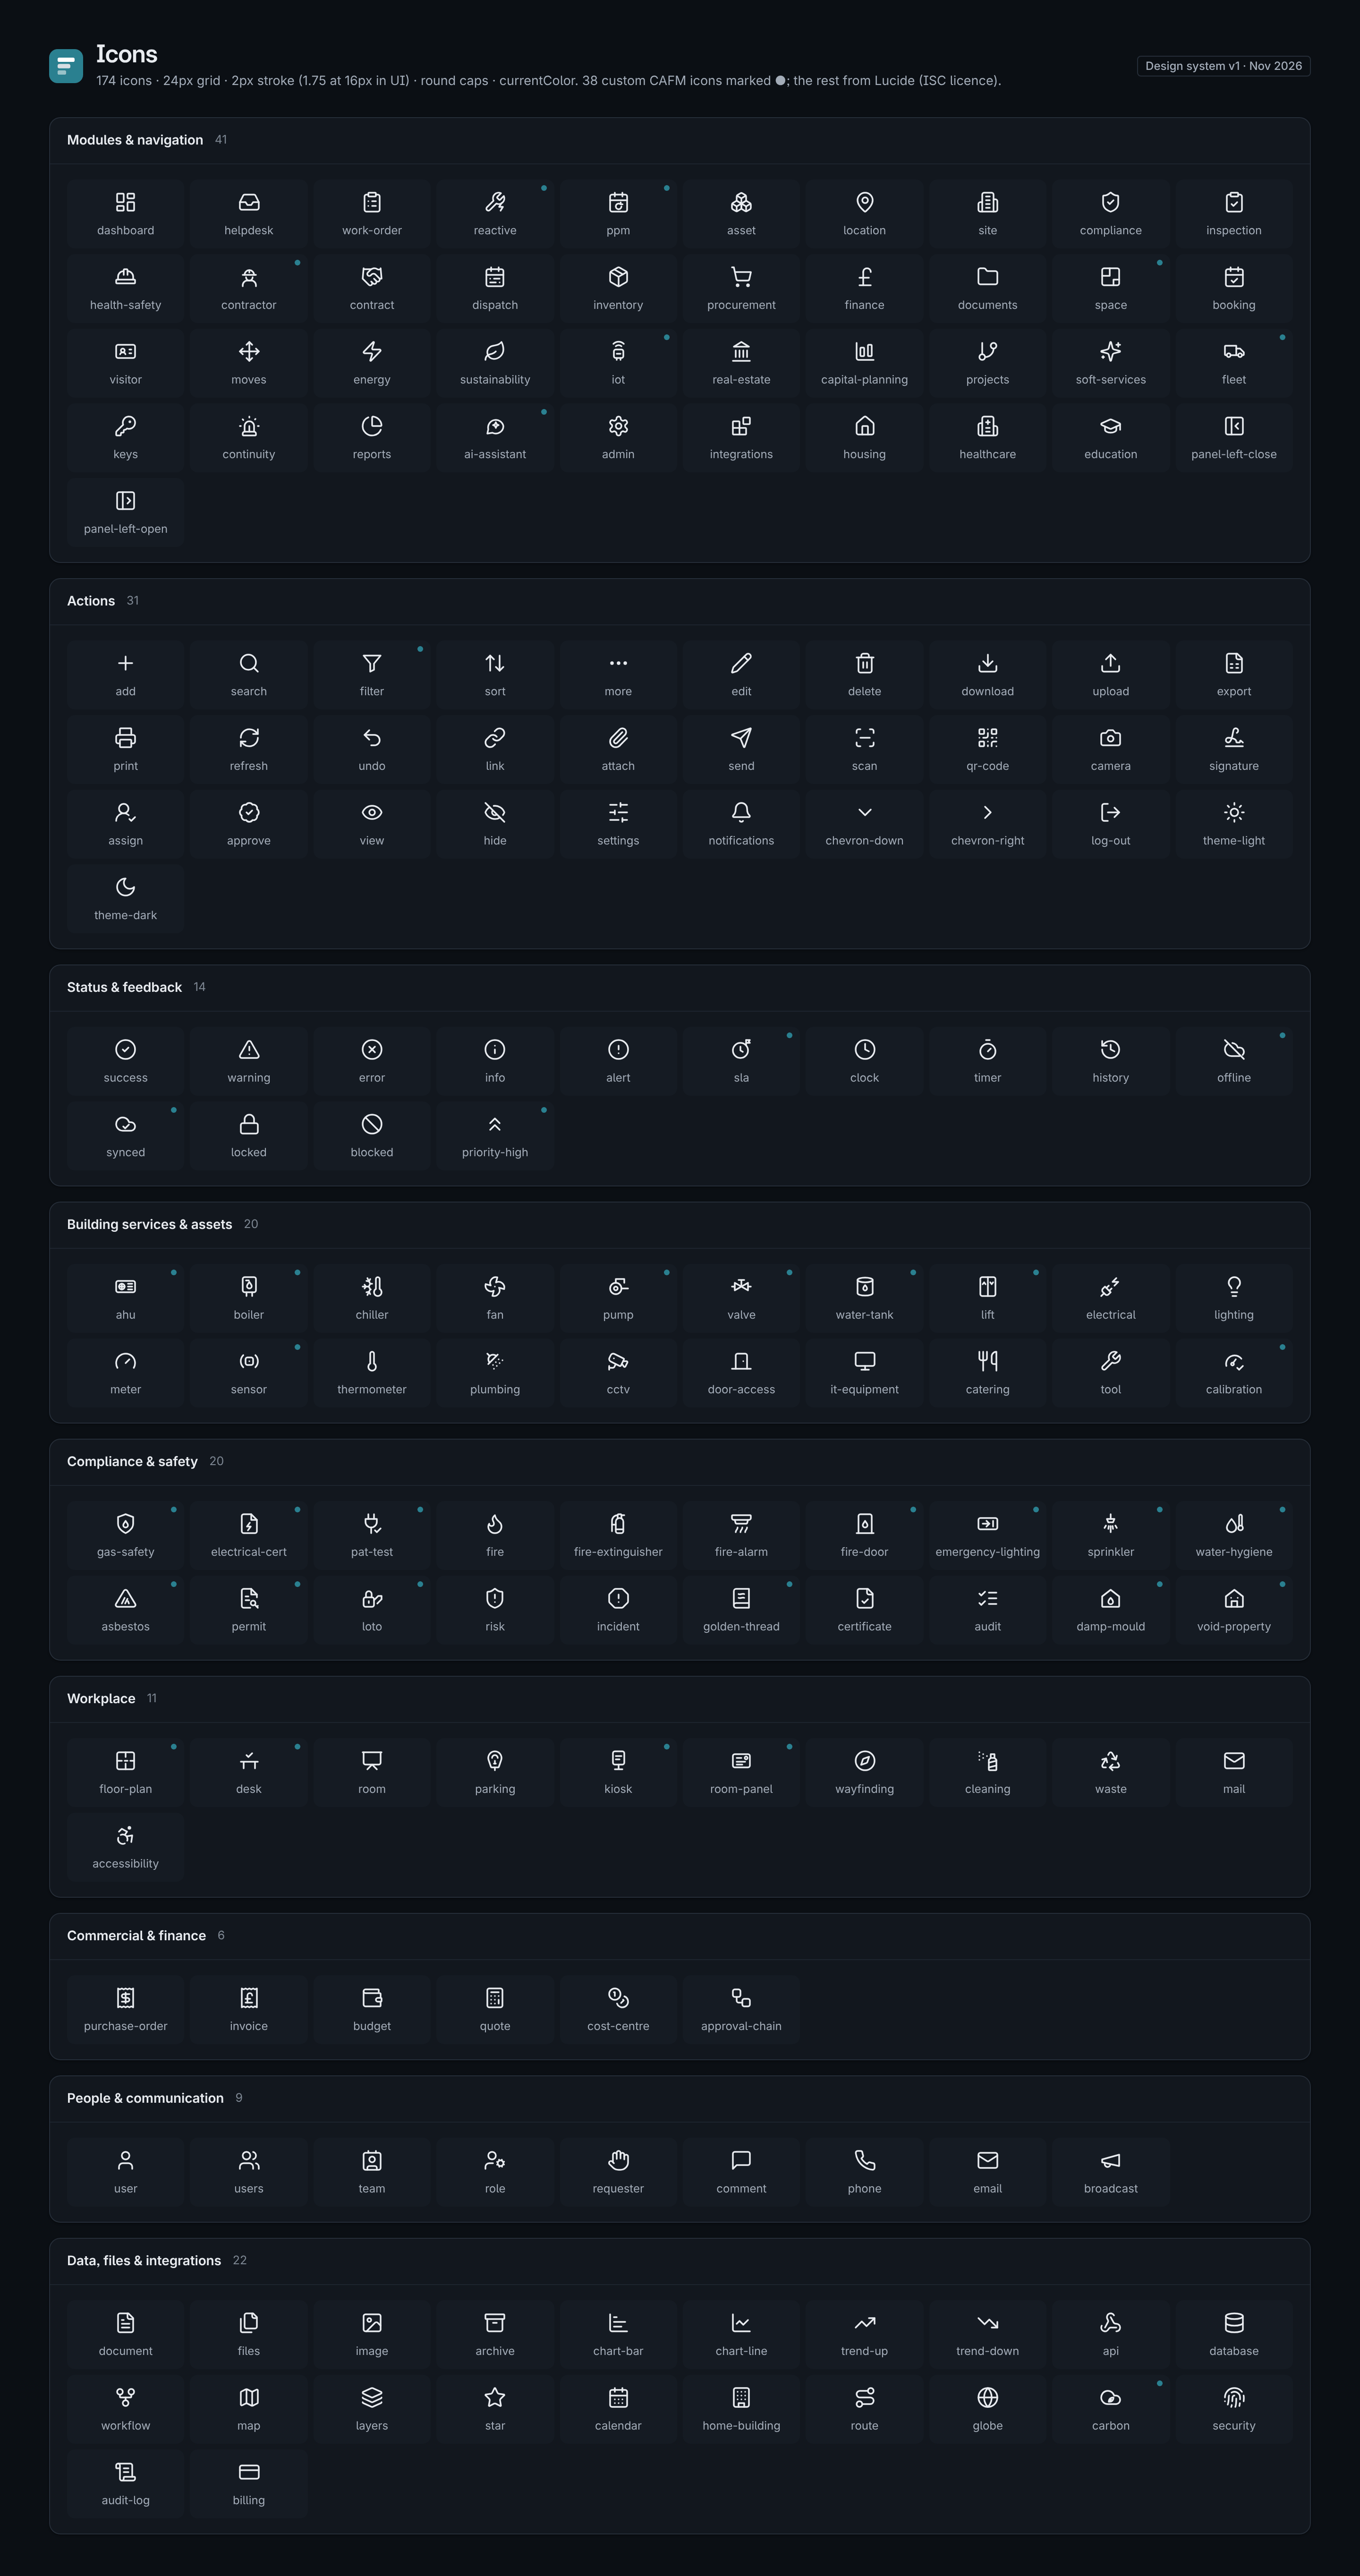 Icons
174 icons · 24px grid · 2px stroke (1.75 at 16px in UI) · round caps · currentColor. 38 custom CAFM icons marked ●; the rest from Lucide (ISC licence).
Design system v1 · Nov 2026
Modules & navigation 41
dashboard helpdesk work-order reactive ppm asset location site compliance inspection
health-safety contractor contract dispatch inventory procurement finance documents space booking
visitor moves energy sustainability iot real-estate capital-planning projects soft-services fleet
keys continuity reports ai-assistant admin integrations housing healthcare education panel-left-close
panel-left-open
Actions 31
add search filter sort more edit delete download upload export
print refresh undo link attach send scan qr-code camera signature
assign approve view hide settings notifications chevron-down chevron-right log-out theme-light
theme-dark
Status & feedback 14
success warning error info alert sla clock timer history offline
synced locked blocked priority-high
Building services & assets 20
ahu boiler chiller fan pump valve water-tank lift electrical lighting
meter sensor thermometer plumbing cctv door-access it-equipment catering tool calibration
Compliance & safety 20
gas-safety electrical-cert pat-test fire fire-extinguisher fire-alarm fire-door emergency-lighting sprinkler water-hygiene
asbestos permit loto risk incident golden-thread certificate audit damp-mould void-property
Workplace 11
floor-plan desk room parking kiosk room-panel wayfinding cleaning waste mail
accessibility
Commercial & finance 6
purchase-order invoice budget quote cost-centre approval-chain
People & communication 9
user users team role requester comment phone email broadcast
Data, files & integrations 22
document files image archive chart-bar chart-line trend-up trend-down api database
workflow map layers star calendar home-building route globe carbon security
audit-log billing